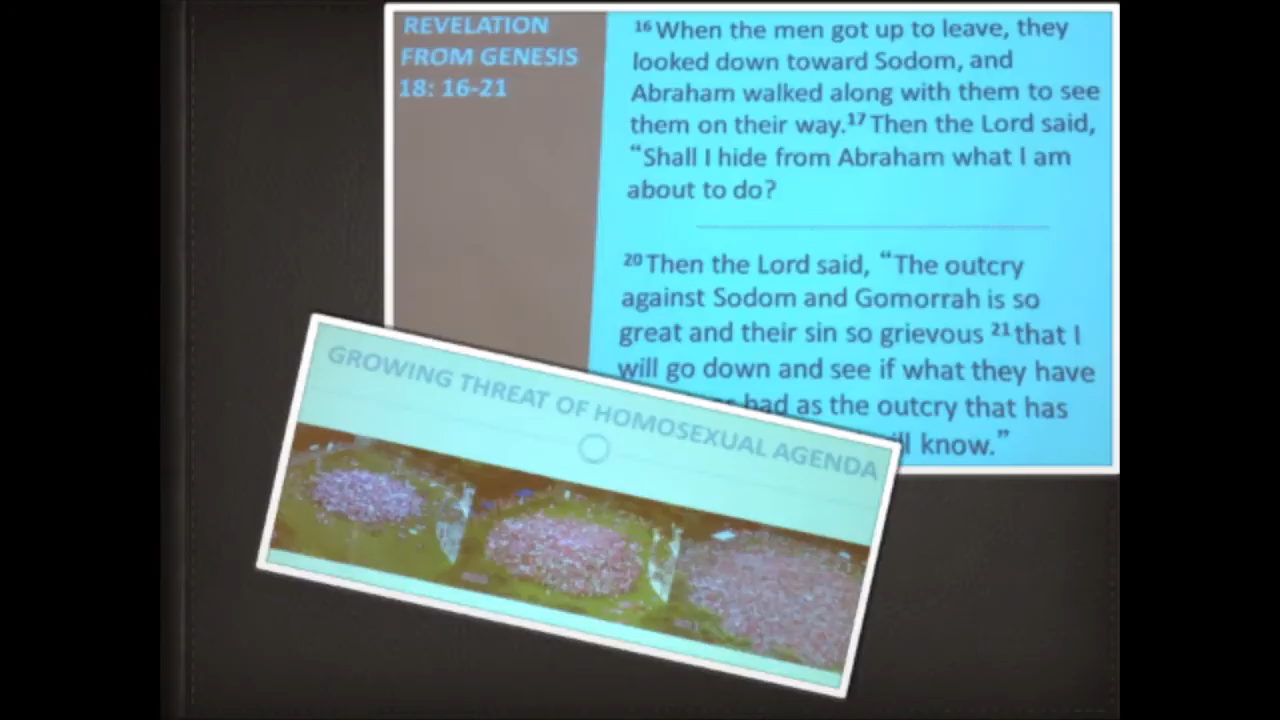 REVELATION
FROM GENESIS
18: 16-21
16 When the men got up to leave, they
looked down toward Sodom, and
Abraham walked along with them to see
them on their way.17 Then the Lord said,
“Shall I hide from Abraham what I am
about to do?
20 Then the Lord said, “The outcry
against Sodom and Gomorrah is so
great and their sin so grievous 21 that I
will go down and see if what they have
bad as the outcry that has
know.”
GROWING THREAT OF HOMOSEXUAL AGENDA